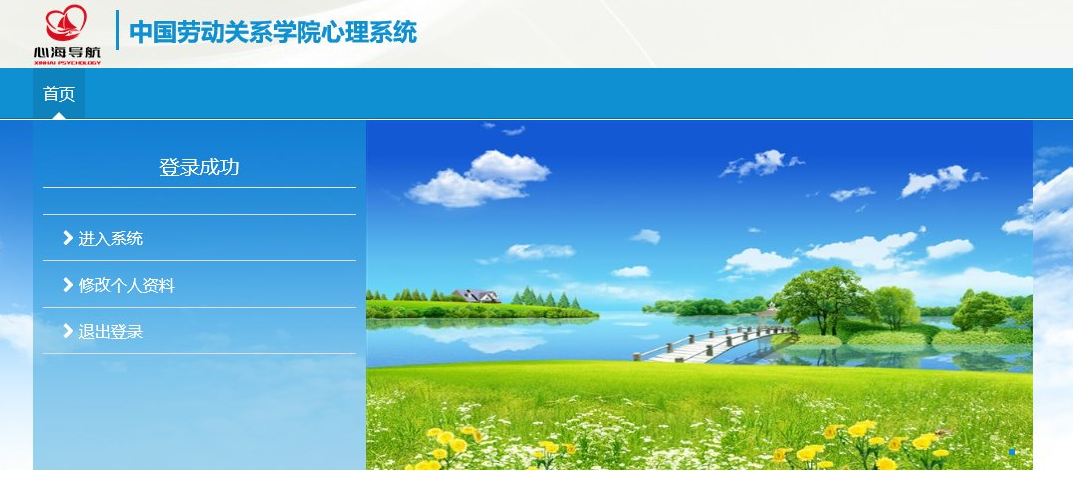 心海导航
XINHAI PSYCHOLOGY
中国劳动关系学院心理系统
首页
登录成功
进入系统
修改个人资料
退出登录